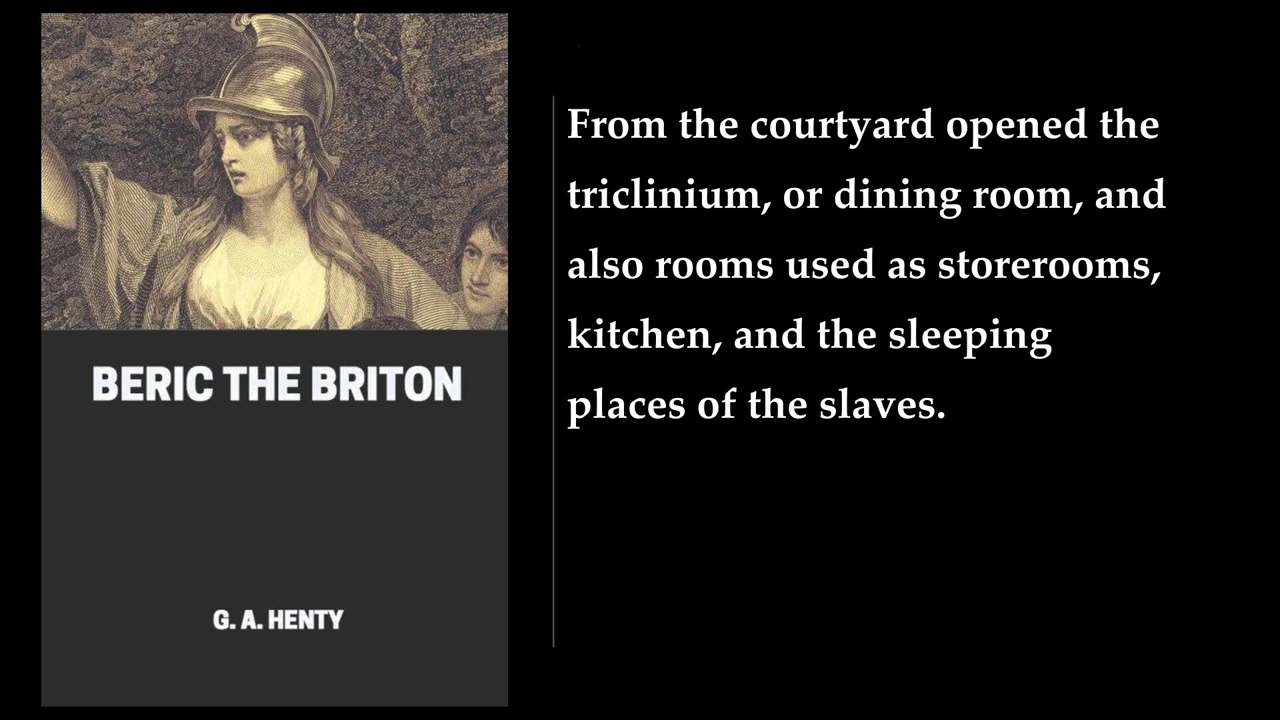 BERIC THE BRITON
G. A. HENTY
From the courtyard opened the
triclinium, or dining room, and
also rooms used as storerooms,
kitchen, and the sleeping
places of the slaves.